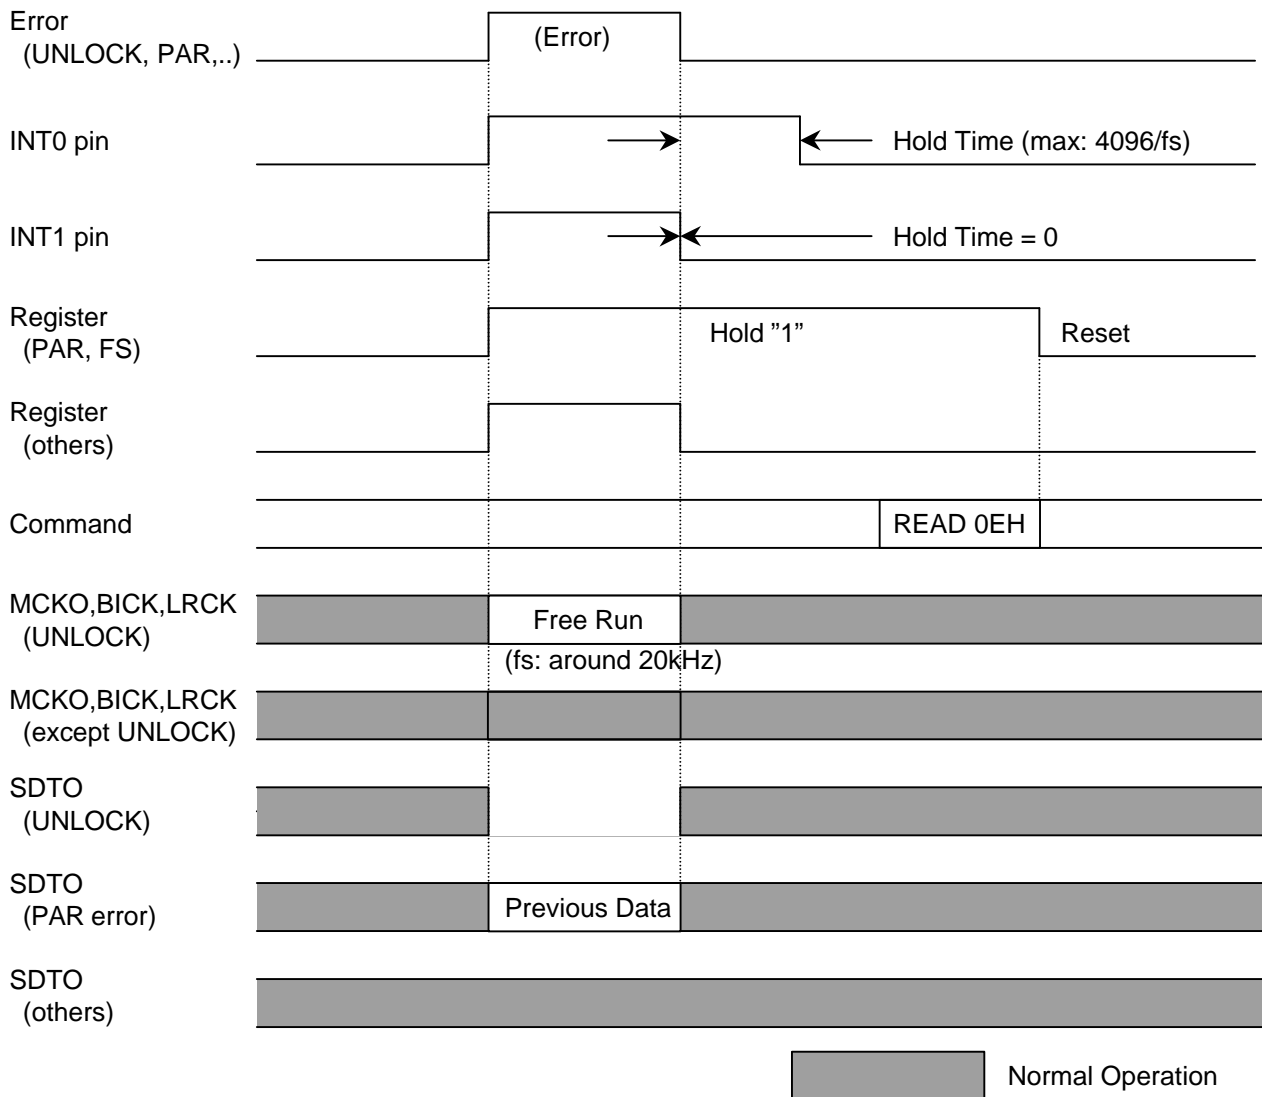 Error
(UNLOCK, PAR,..)
(Error)
INT0 pin
Hold Time (max: 4096/fs)
INT1 pin
Hold Time = 0
Register
(PAR, FS)
Hold ”1”
Reset
Register
(others)
Command
READ 0EH
MCKO,BICK,LRCK
(UNLOCK)
Free Run
(fs: around 20kHz)
MCKO,BICK,LRCK
(except UNLOCK)
SDTO
(UNLOCK)
SDTO
(PAR error)
Previous Data
SDTO
(others)
Normal Operation